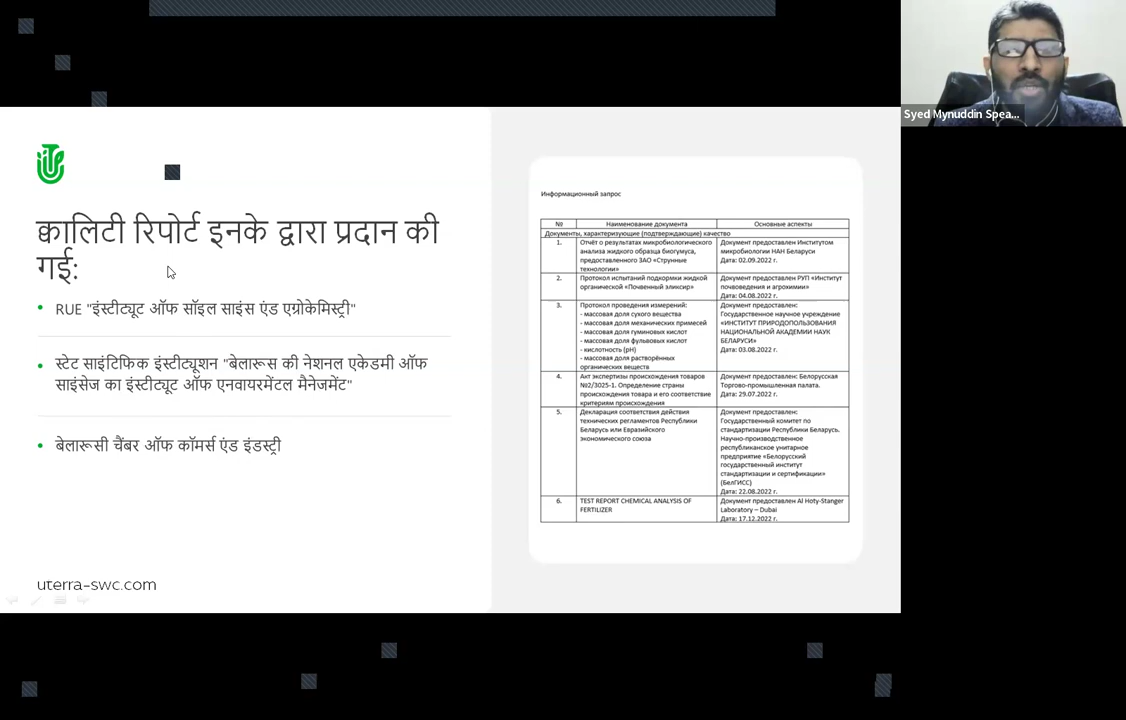 Syed Mynuddin Spea...
क्वालिटी रिपोर्ट इनके द्वारा प्रदान की
गई:
• RUE "इंस्टीट्यूट ऑफ सॉइल साइंस एंड एग्रोकेमिस्ट्री"
• स्टेट साइंटिफिक इंस्टीट्यूशन "बेलारूस की नेशनल एकेडमी ऑफ
साइंसेज का इंस्टीट्यूट ऑफ एनवायरमेंटल मैनेजमेंट"
• बेलारूसी चैंबर ऑफ कॉमर्स एंड इंडस्ट्री
uterra-swc.com
Информационный запрос
№ Наименование документа Основные аспекты
Документы, характеризующие (подтверждающие) качество
1. Отчёт о результатах микробиологического Документ предоставлен Институтом
анализа жидкого образца биогумуса, микробиологии НАН Беларуси
предоставленного ЗАО «Струнные Дата: 02.09.2022 г.
технологии»
2. Протокол испытаний подкормки жидкой Документ предоставлен РУП «Институт
органической «Почвенный эликсир» почвоведения и агрохимии»
Дата: 04.08.2022 г.
3. Протокол проведения измерений: Документ предоставлен:
- массовая доля сухого вещества Государственное научное учреждение
- массовая доля механических примесей «ИНСТИТУТ ПРИРОДОПОЛЬЗОВАНИЯ
- массовая доля гуминовых кислот НАЦИОНАЛЬНОЙ АКАДЕМИИ НАУК
- массовая доля фульвовых кислот БЕЛАРУСИ»
- кислотность (pH) Дата: 03.08.2022 г.
- массовая доля растворённых
органических веществ
4. Акт экспертизы происхождения товаров Документ предоставлен: Белорусская
№2/3025-1. Определение страны Торгово-промышленная палата.
происхождения товара и его соответствие Дата: 29.07.2022 г.
критериям происхождения
5. Декларация соответствия действия Документ предоставлен:
технических регламентов Республики Государственный комитет по
Беларусь или Евразийского стандартизации Республики Беларусь.
экономического союза Научно-производственное
республиканское унитарное
предприятие «Белорусский
государственный институт
стандартизации и сертификации»
(БелГИСС)
Дата: 22.08.2022 г.
6. TEST REPORT CHEMICAL ANALYSIS OF Документ предоставлен Al Hoty-Stanger
FERTILIZER Laboratory – Dubai
Дата: 17.12.2022 г.